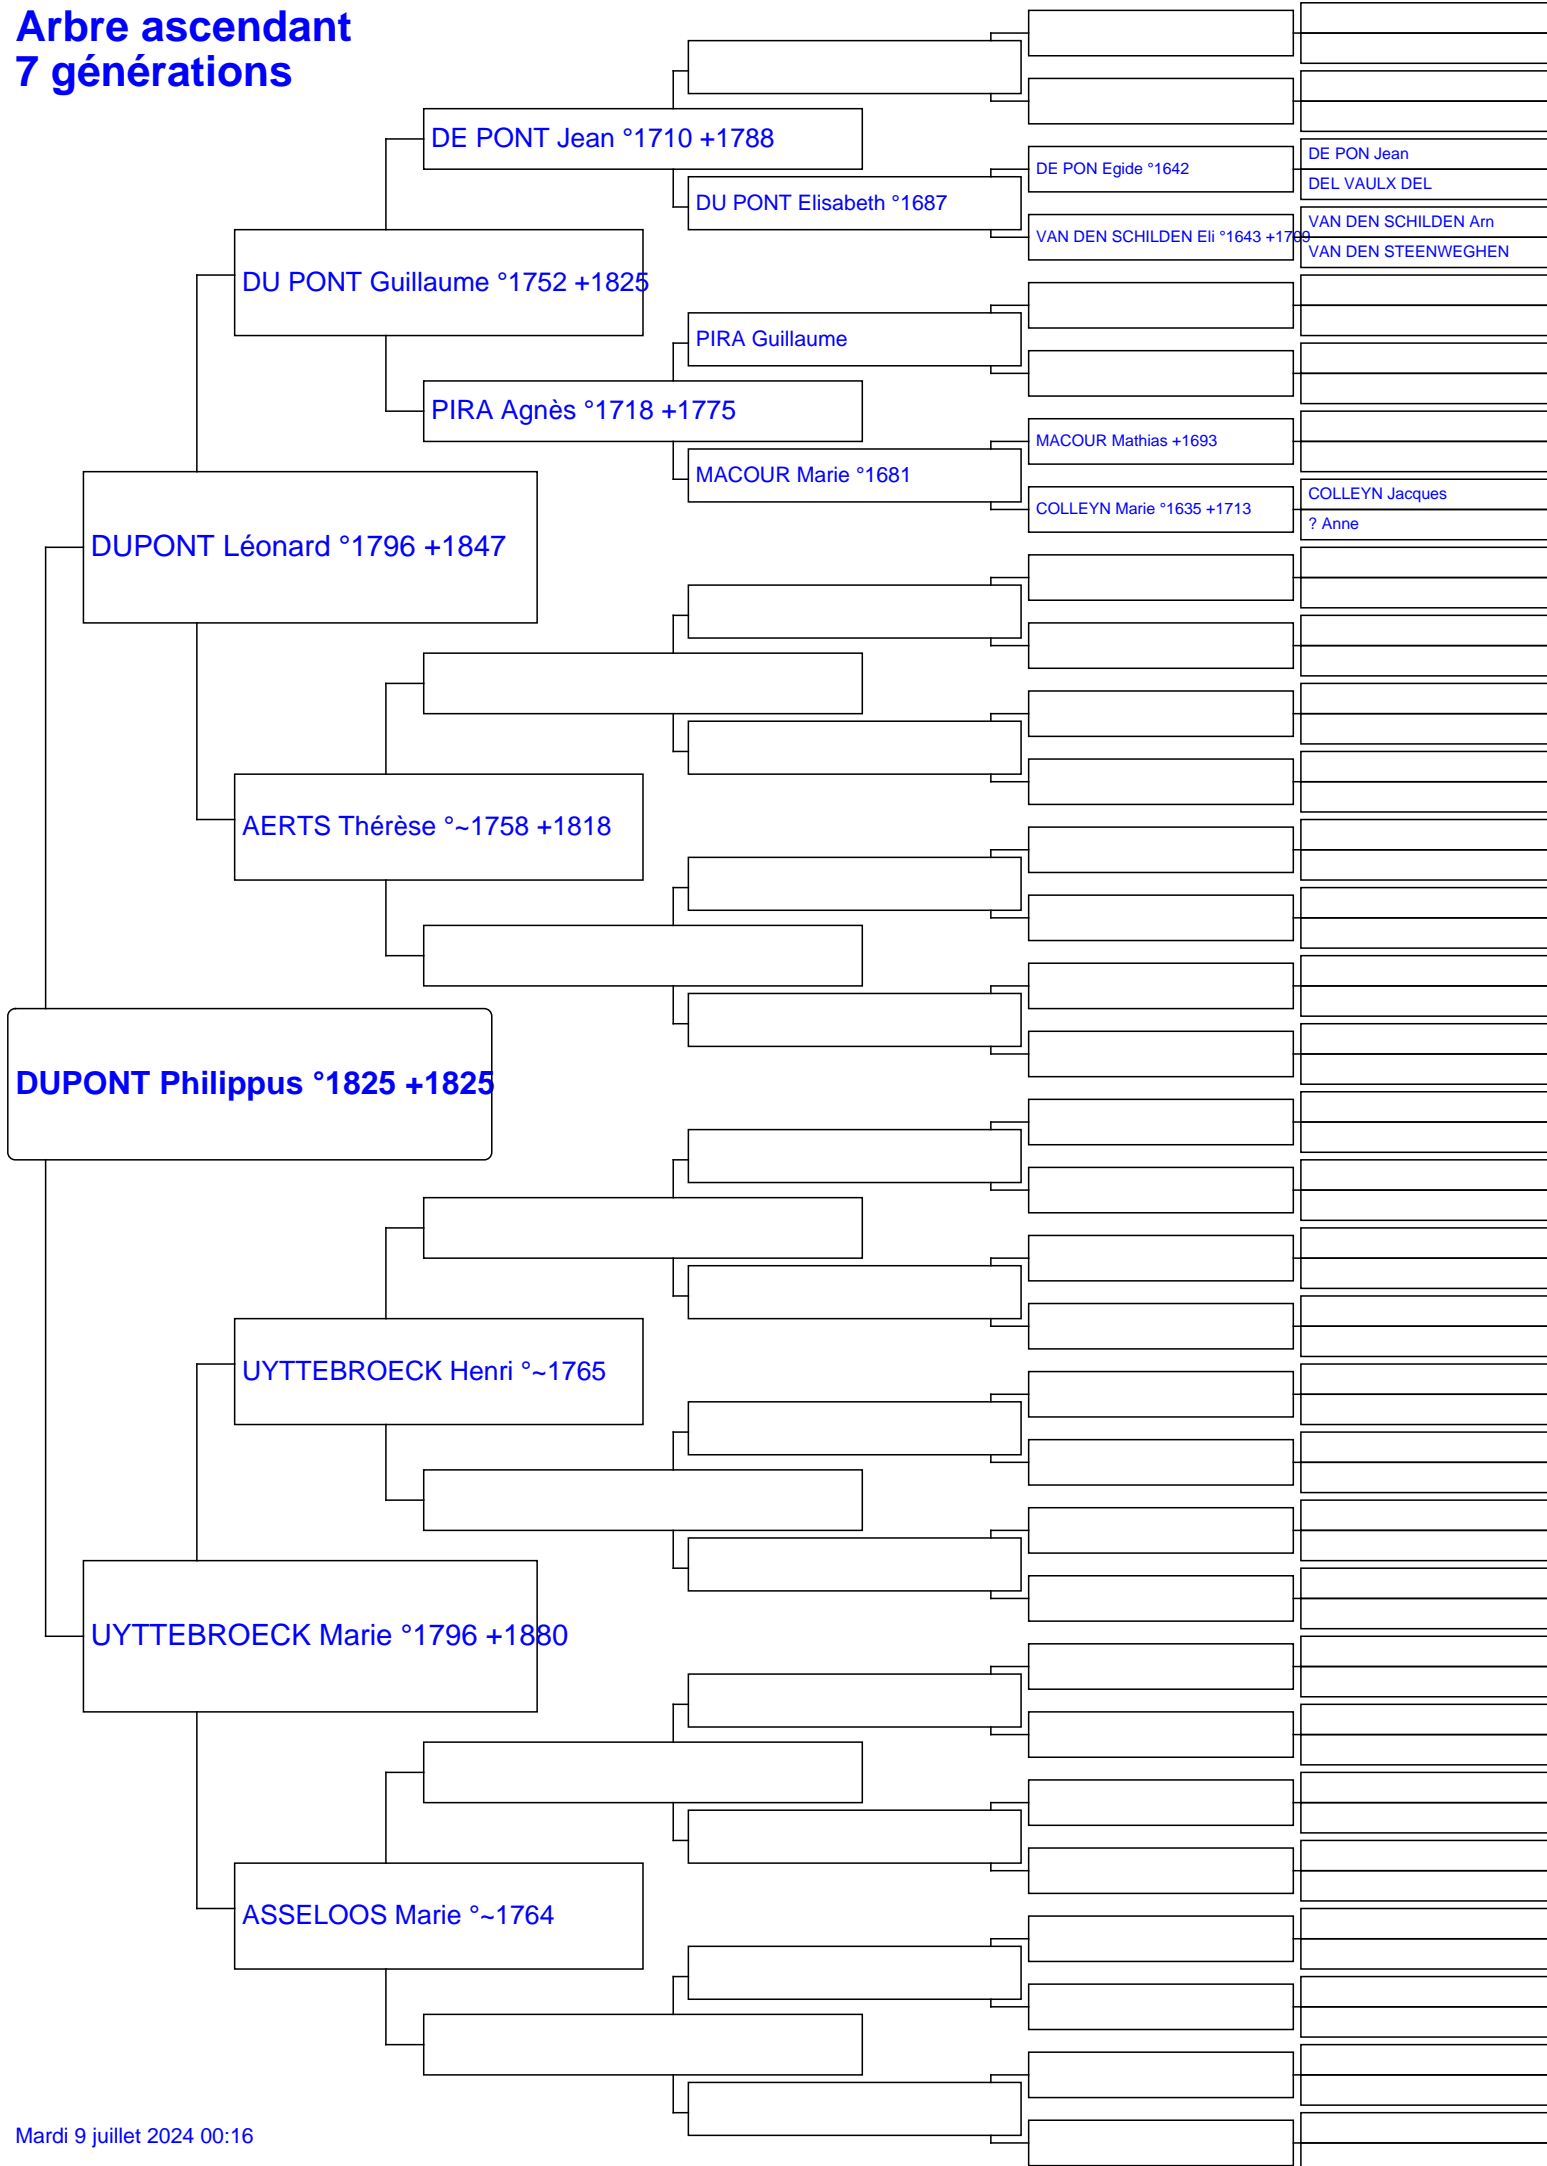 Arbre ascendant
7 générations
DE PONT Jean °1710 +1788
DU PONT Elisabeth °1687
DE PON Egide °1642
DE PON Jean
DEL VAULX DEL
VAN DEN SCHILDEN Eli °1643 +1709
VAN DEN SCHILDEN Arn
VAN DEN STEENWEGHEN
DU PONT Guillaume °1752 +1825
PIRA Guillaume
PIRA Agnès °1718 +1775
MACOUR Marie °1681
MACOUR Mathias +1693
COLLEYN Marie °1635 +1713
COLLEYN Jacques
? Anne
DUPONT Léonard °1796 +1847
AERTS Thérèse °~1758 +1818
DUPONT Philippus °1825 +1825
UYTTEBROECK Henri °~1765
UYTTEBROECK Marie °1796 +1880
ASSELOOS Marie °~1764
Mardi 9 juillet 2024 00:16